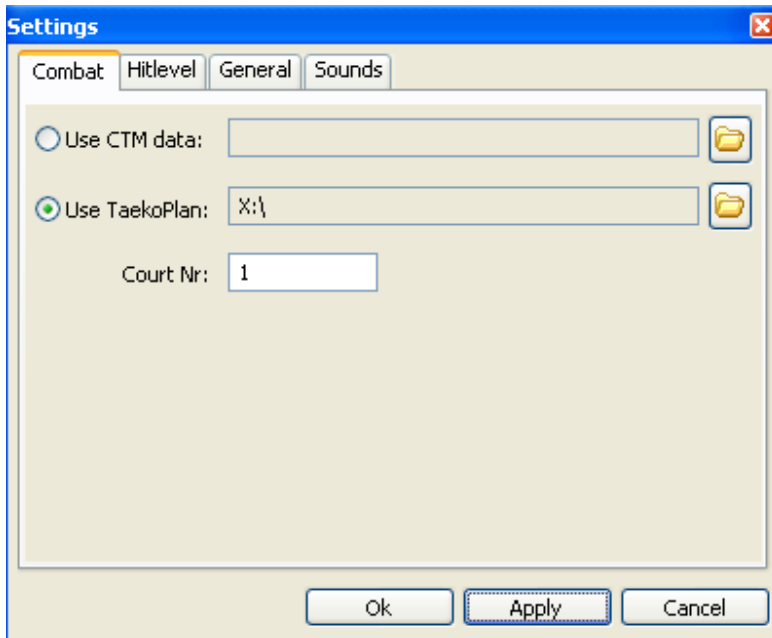 Settings
Combat Hitlevel General Sounds
Use CTM data:
Use TaekoPlan: X:\
Court Nr: 1
Ok Apply Cancel